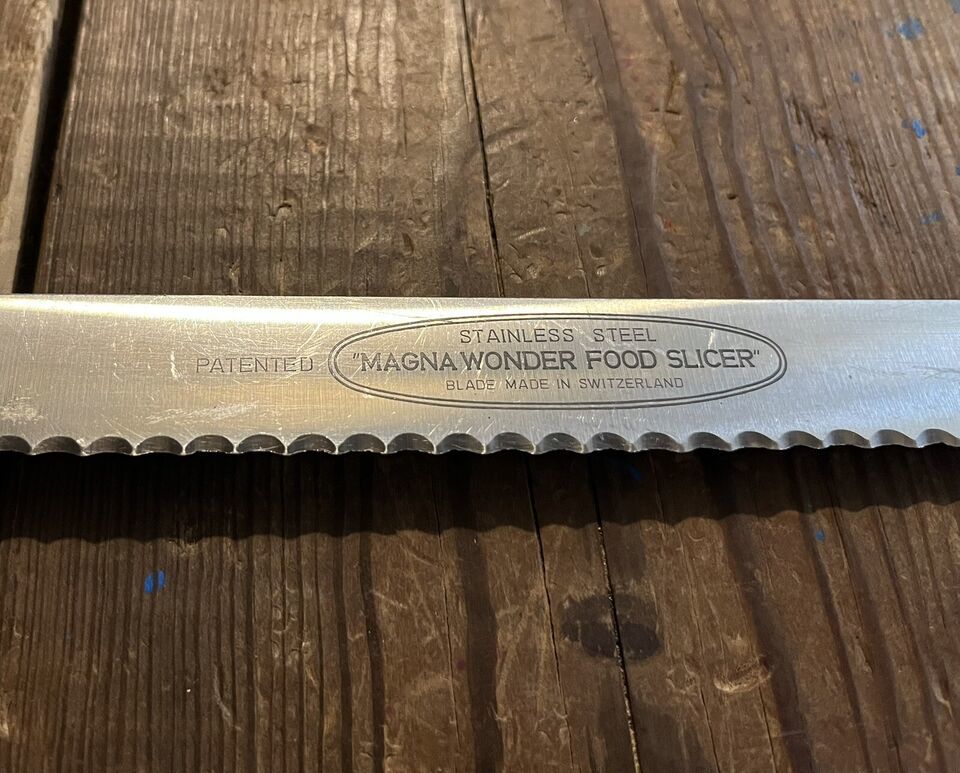 STAINLESS STEEL
PATENTED "MAGNA WONDER FOOD SLICER"
BLADE MADE IN SWITZERLAND